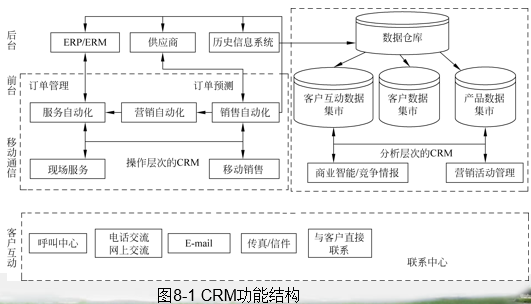 后台
ERP/ERM
供应商
历史信息系统
数据仓库
前台
订单管理
订单预测
服务自动化
营销自动化
销售自动化
客户互动数据
集市
客户数据
集市
产品数据
集市
移动通信
现场服务
操作层次的CRM
移动销售
分析层次的CRM
商业智能/竞争情报
营销活动管理
客户互动
呼叫中心
电话交流
网上交流
E-mail
传真/信件
与客户直接
联系
联系中心
图8-1 CRM功能结构